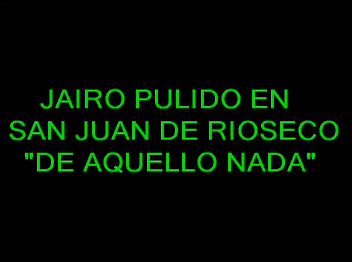 JAIRO PULIDO EN
SAN JUAN DE RIOSECO
"DE AQUELLO NADA"